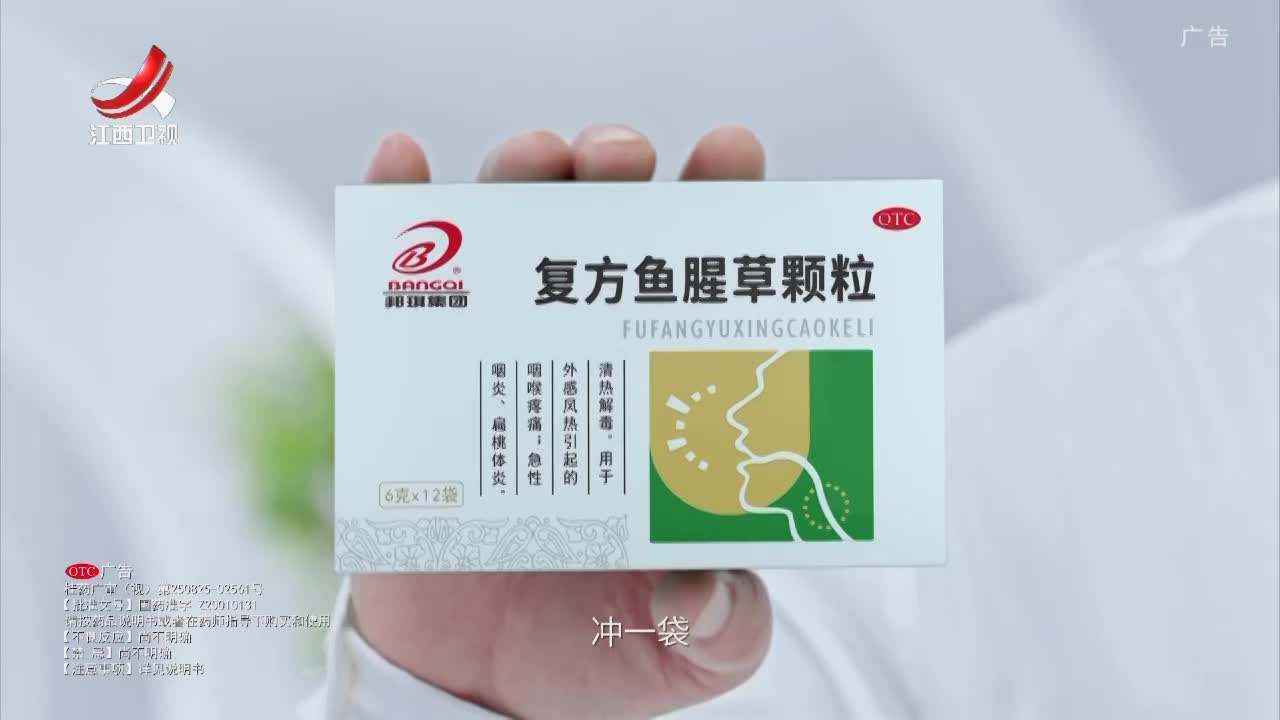 广告
江西卫视
OTC
BANGQI
邦琪集团
复方鱼腥草颗粒
FUFANGYUXINGCAOKELI
清热解毒。用于
外感风热引起的
咽喉疼痛；急性
咽炎、扁桃体炎。
6克x12袋
冲一袋
OTC广告
桂药广审（视）第250825-02561号
【批准文号】国药准字
请按药品说明书或者在药师指导下购买和使用
【不良反应】尚不明确
【禁 忌】尚不明确
【注意事项】详见说明书